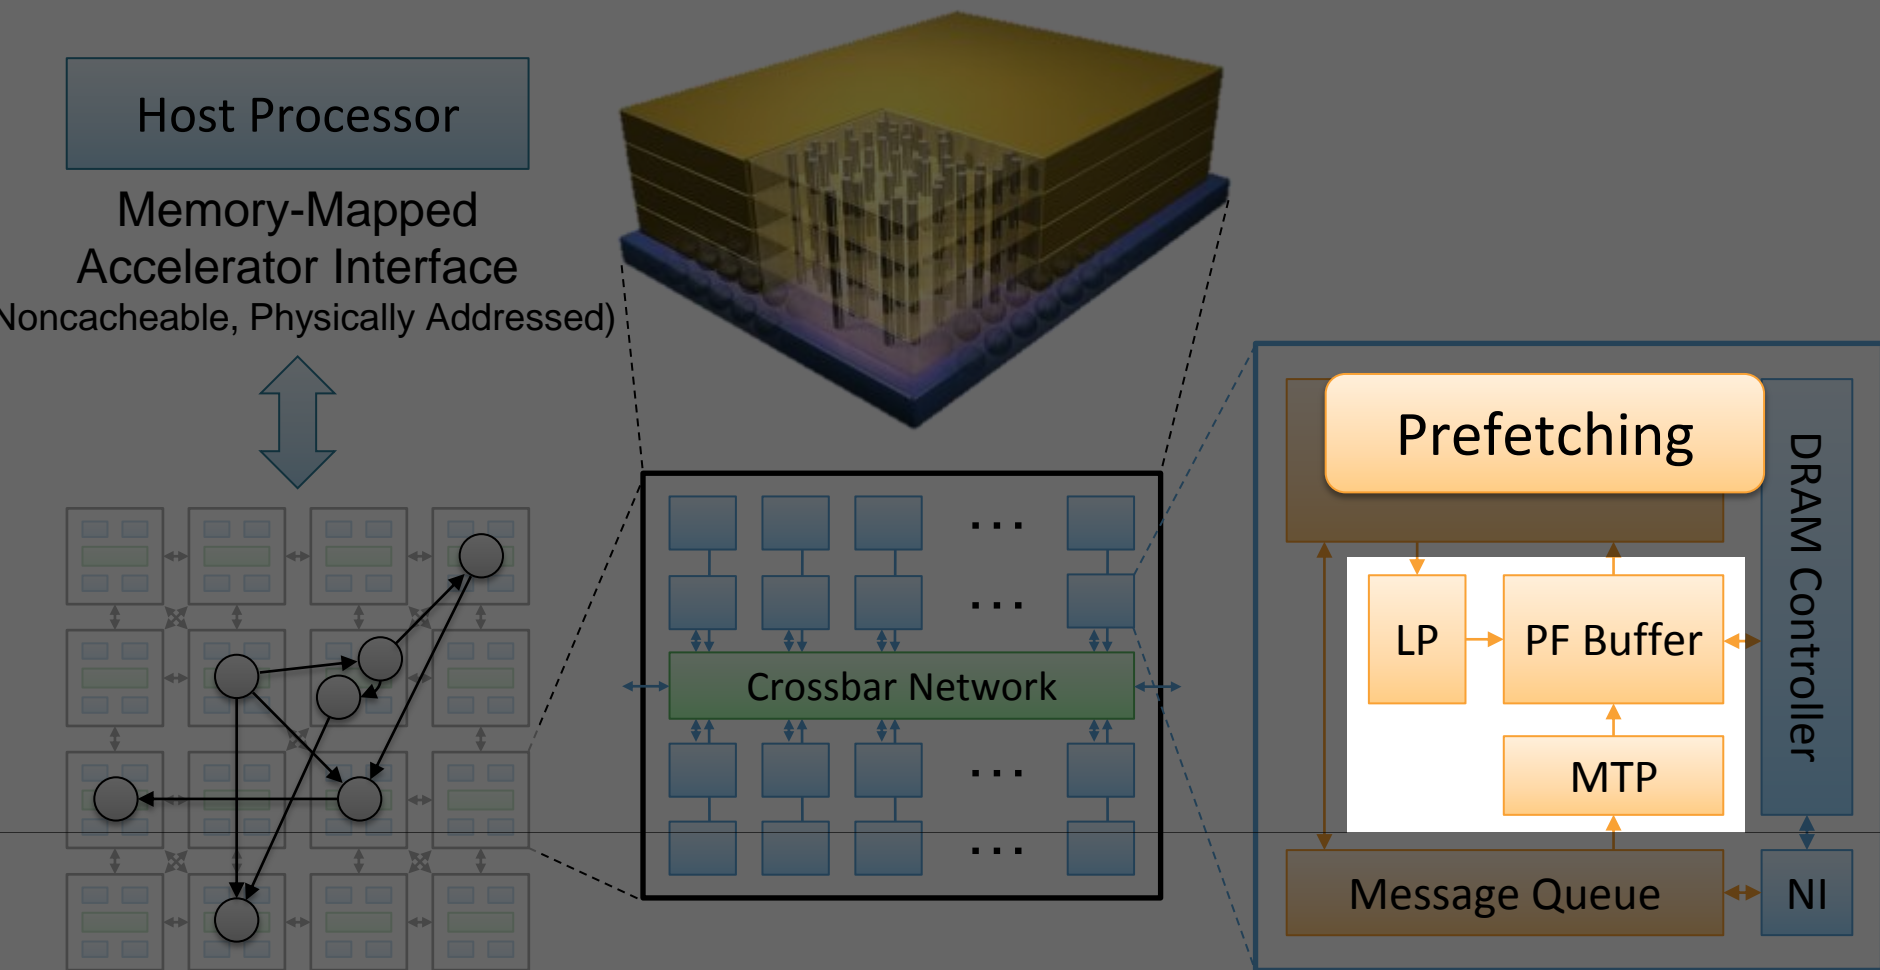 Host Processor
Memory-Mapped
Accelerator Interface
Noncacheable, Physically Addressed)
Crossbar Network
. . .
. . .
. . .
. . .
Prefetching
DRAM Controller
LP
PF Buffer
MTP
Message Queue
NI